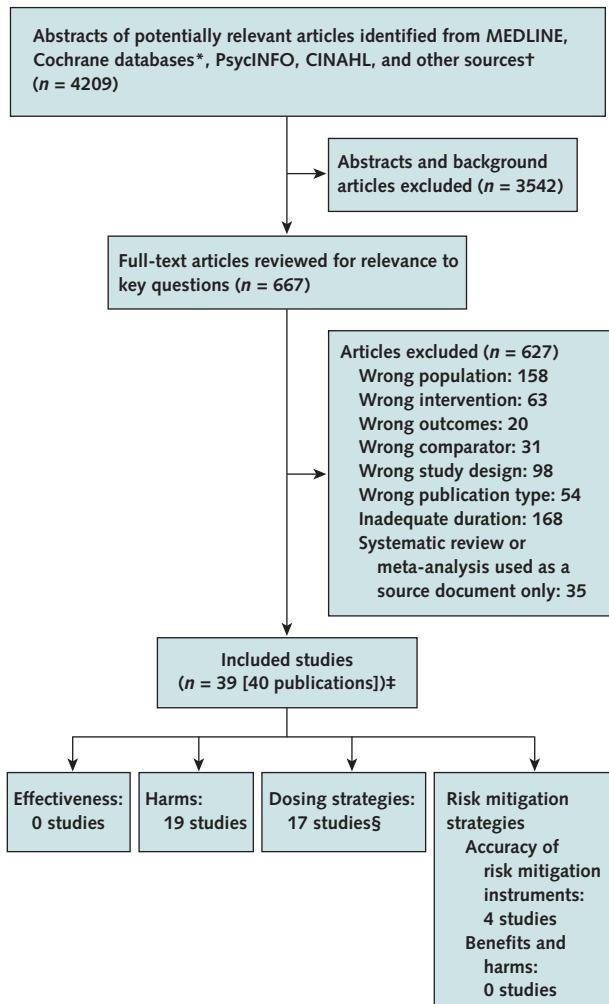 Abstracts of potentially relevant articles identified from MEDLINE,
Cochrane databases*, PsycINFO, CINAHL, and other sources†
(n = 4209)
Abstracts and background
articles excluded (n = 3542)
Full-text articles reviewed for relevance to
key questions (n = 667)
Articles excluded (n = 627)
Wrong population: 158
Wrong intervention: 63
Wrong outcomes: 20
Wrong comparator: 31
Wrong study design: 98
Wrong publication type: 54
Inadequate duration: 168
Systematic review or
meta-analysis used as a
source document only: 35
Included studies
(n = 39 [40 publications])‡
Effectiveness:
0 studies
Harms:
19 studies
Dosing strategies:
17 studies§
Risk mitigation
strategies
Accuracy of
risk mitigation
instruments:
4 studies
Benefits and
harms:
0 studies